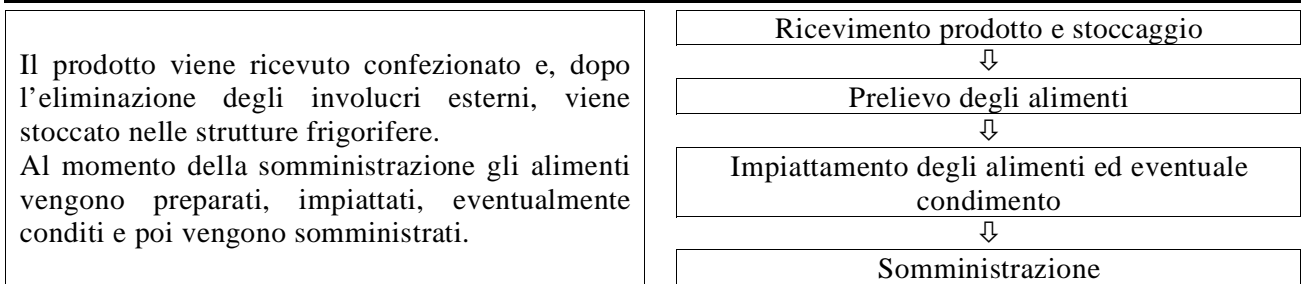 Il prodotto viene ricevuto confezionato e, dopo
l’eliminazione degli involucri esterni, viene
stoccato nelle strutture frigorifere.
Al momento della somministrazione gli alimenti
vengono preparati, impiattati, eventualmente
conditi e poi vengono somministrati.
Ricevimento prodotto e stoccaggio
⇩
Prelievo degli alimenti
⇩
Impiattamento degli alimenti ed eventuale
condimento
⇩
Somministrazione